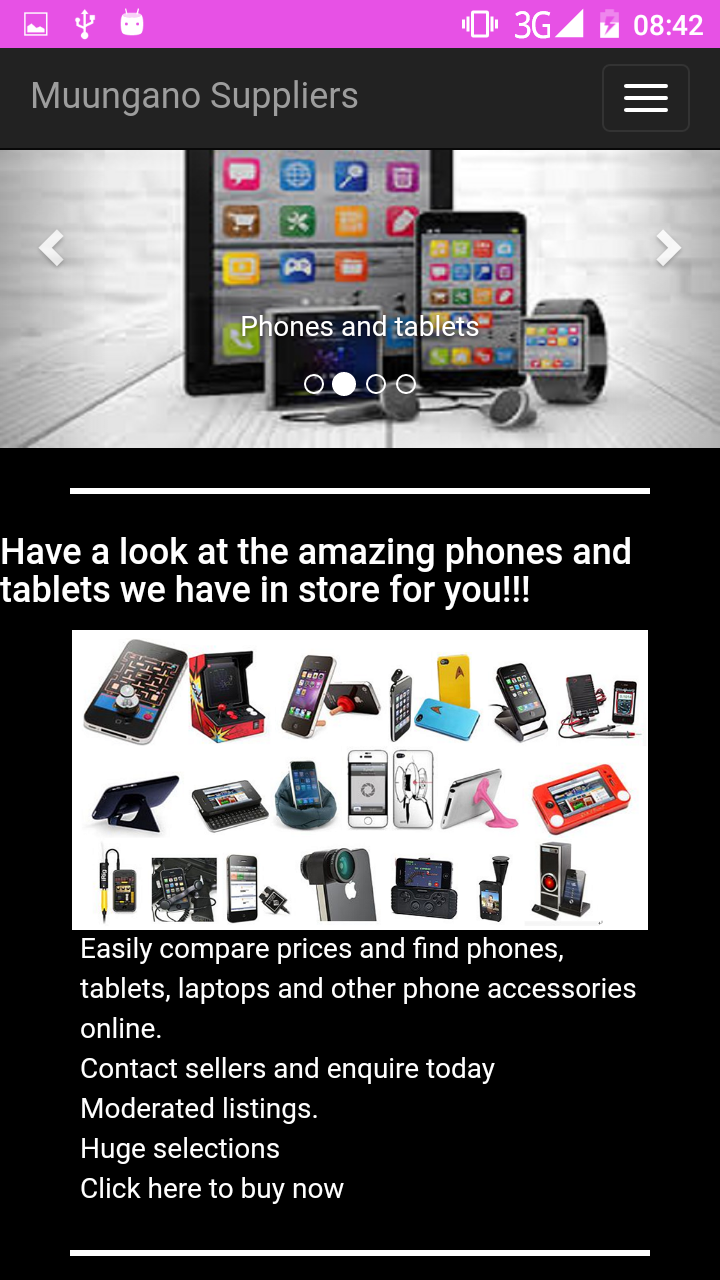 3G 08:42
Muungano Suppliers
Phones and tablets
Have a look at the amazing phones and
tablets we have in store for you!!!
Easily compare prices and find phones,
tablets, laptops and other phone accessories
online.
Contact sellers and enquire today
Moderated listings.
Huge selections
Click here to buy now